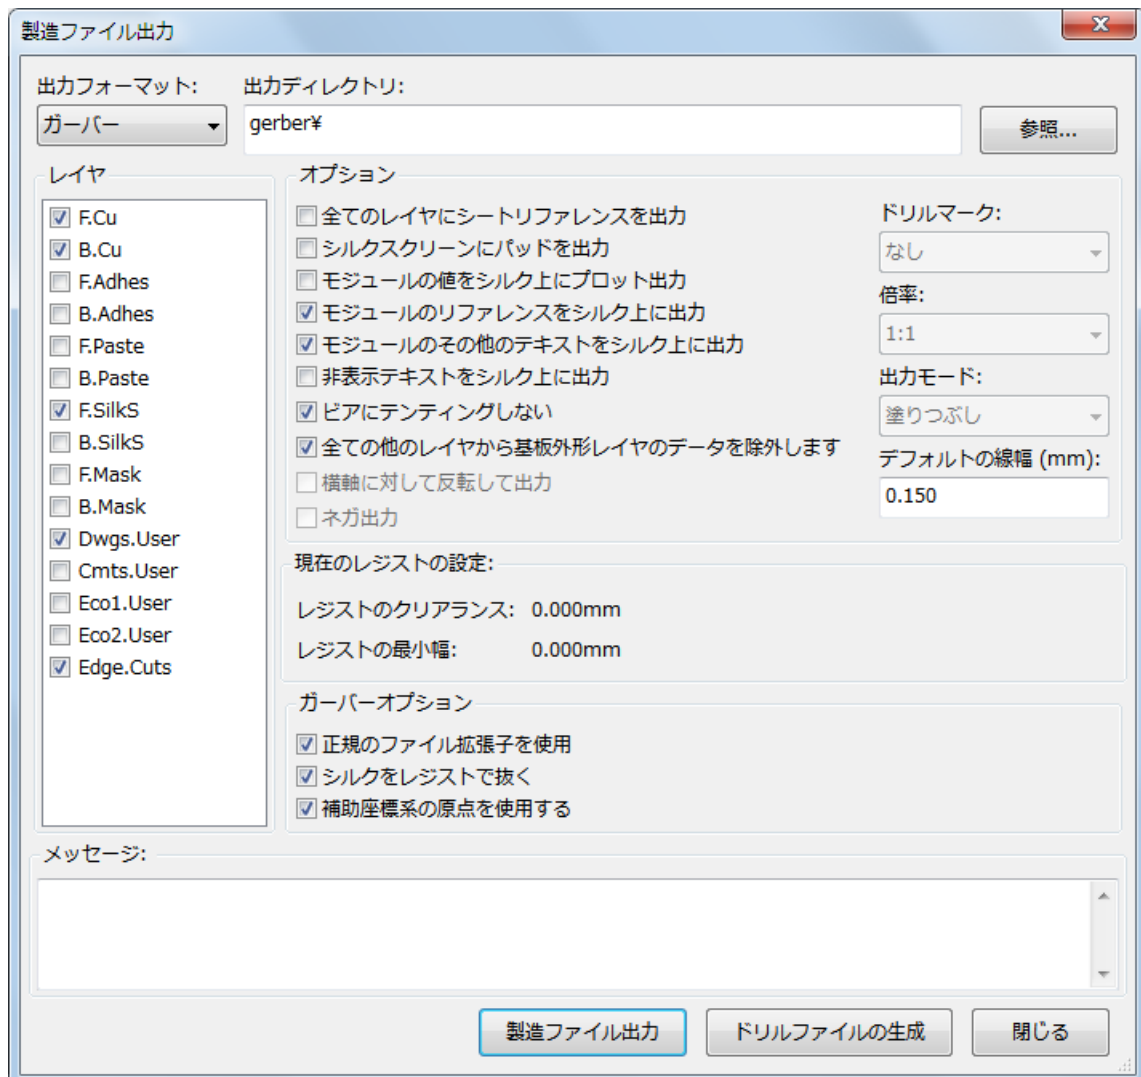 製造ファイル出力
出力フォーマット:
出力ディレクトリ:
ガーバー
gerber¥
参照...
レイヤ
F.Cu
B.Cu
F.Adhes
B.Adhes
F.Paste
B.Paste
F.SilkS
B.SilkS
F.Mask
B.Mask
Dwgs.User
Cmts.User
Eco1.User
Eco2.User
Edge.Cuts
オプション
全てのレイヤにシートリファレンスを出力
シルクスクリーンにパッドを出力
モジュールの値をシルク上にプロット出力
モジュールのリファレンスをシルク上に出力
モジュールのその他のテキストをシルク上に出力
非表示テキストをシルク上に出力
ビアにテンティングしない
全ての他のレイヤから基板外形レイヤのデータを除外します
横軸に対して反転して出力
ネガ出力
ドリルマーク:
なし
倍率:
1:1
出力モード:
塗りつぶし
デフォルトの線幅 (mm):
0.150
現在のレジストの設定:
レジストのクリアランス: 0.000mm
レジストの最小幅: 0.000mm
ガーバーオプション
正規のファイル拡張子を使用
シルクをレジストで抜く
補助座標系の原点を使用する
メッセージ:
製造ファイル出力
ドリルファイルの生成
閉じる